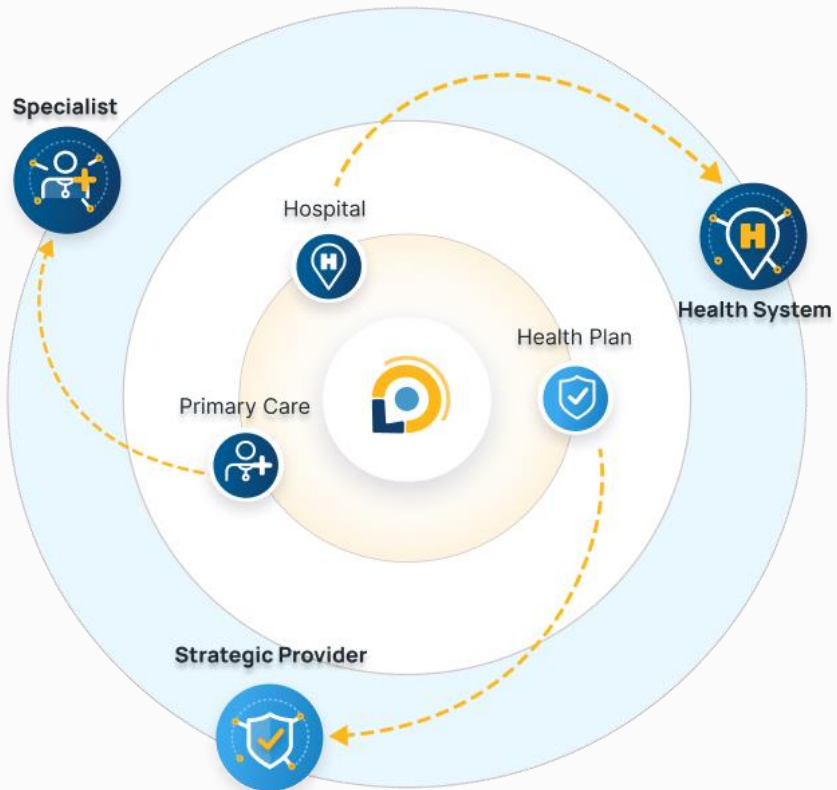 Specialist
Hospital
Health System
Health Plan
Primary Care
Strategic Provider